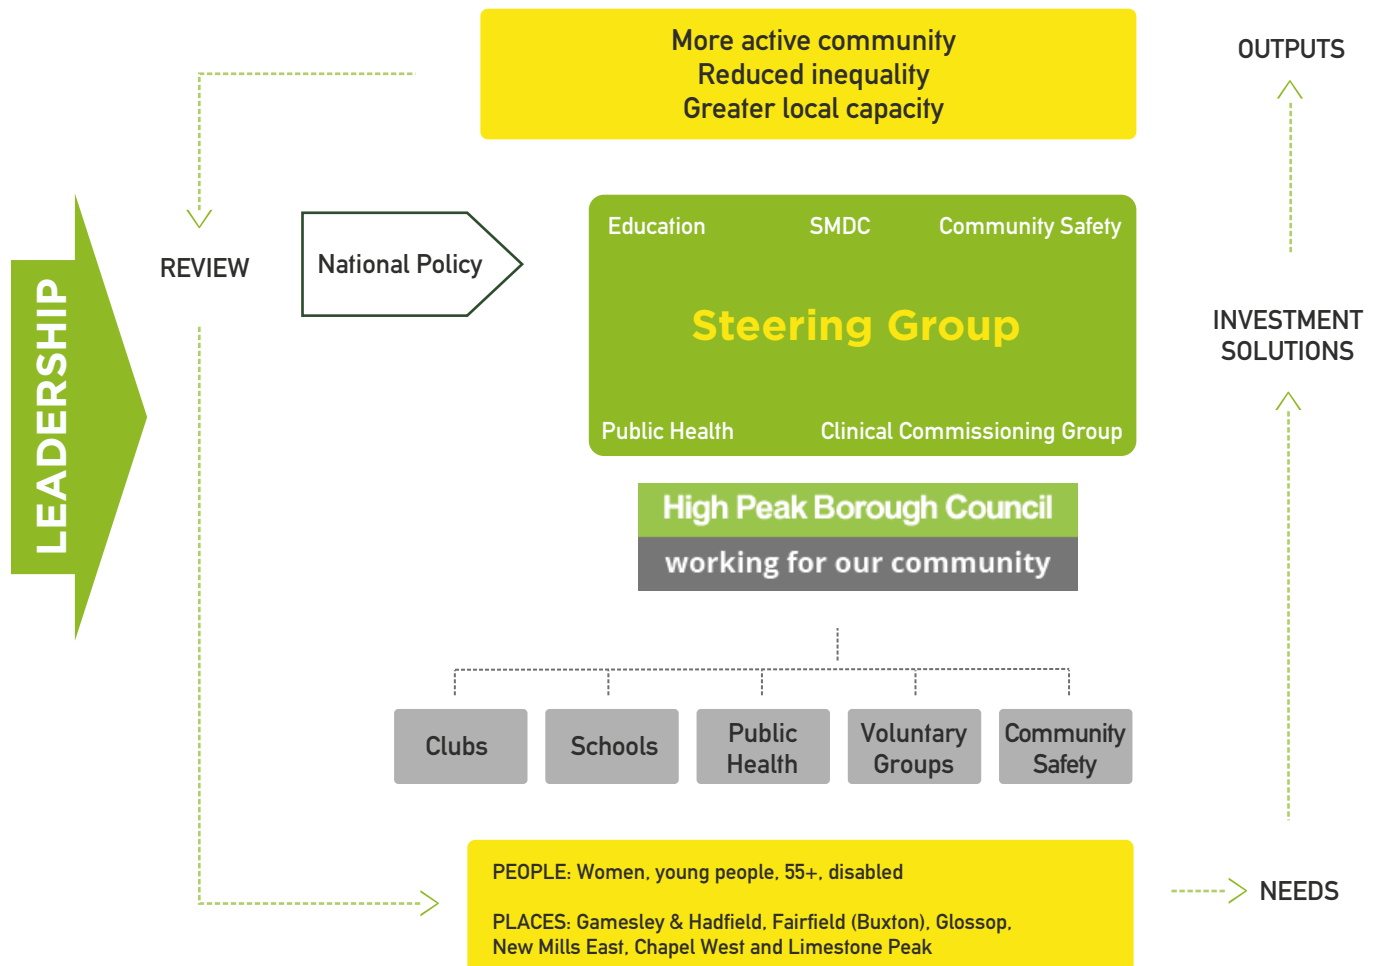 More active community
Reduced inequality
Greater local capacity
OUTPUTS
LEADERSHIP
REVIEW
National Policy
Education
SMDC
Community Safety
Steering Group
Public Health
Clinical Commissioning Group
INVESTMENT
SOLUTIONS
High Peak Borough Council
working for our community
Clubs
Schools
Public
Health
Voluntary
Groups
Community
Safety
PEOPLE: Women, young people, 55+, disabled
PLACES: Gamesley & Hadfield, Fairfield (Buxton), Glossop,
New Mills East, Chapel West and Limestone Peak
NEEDS